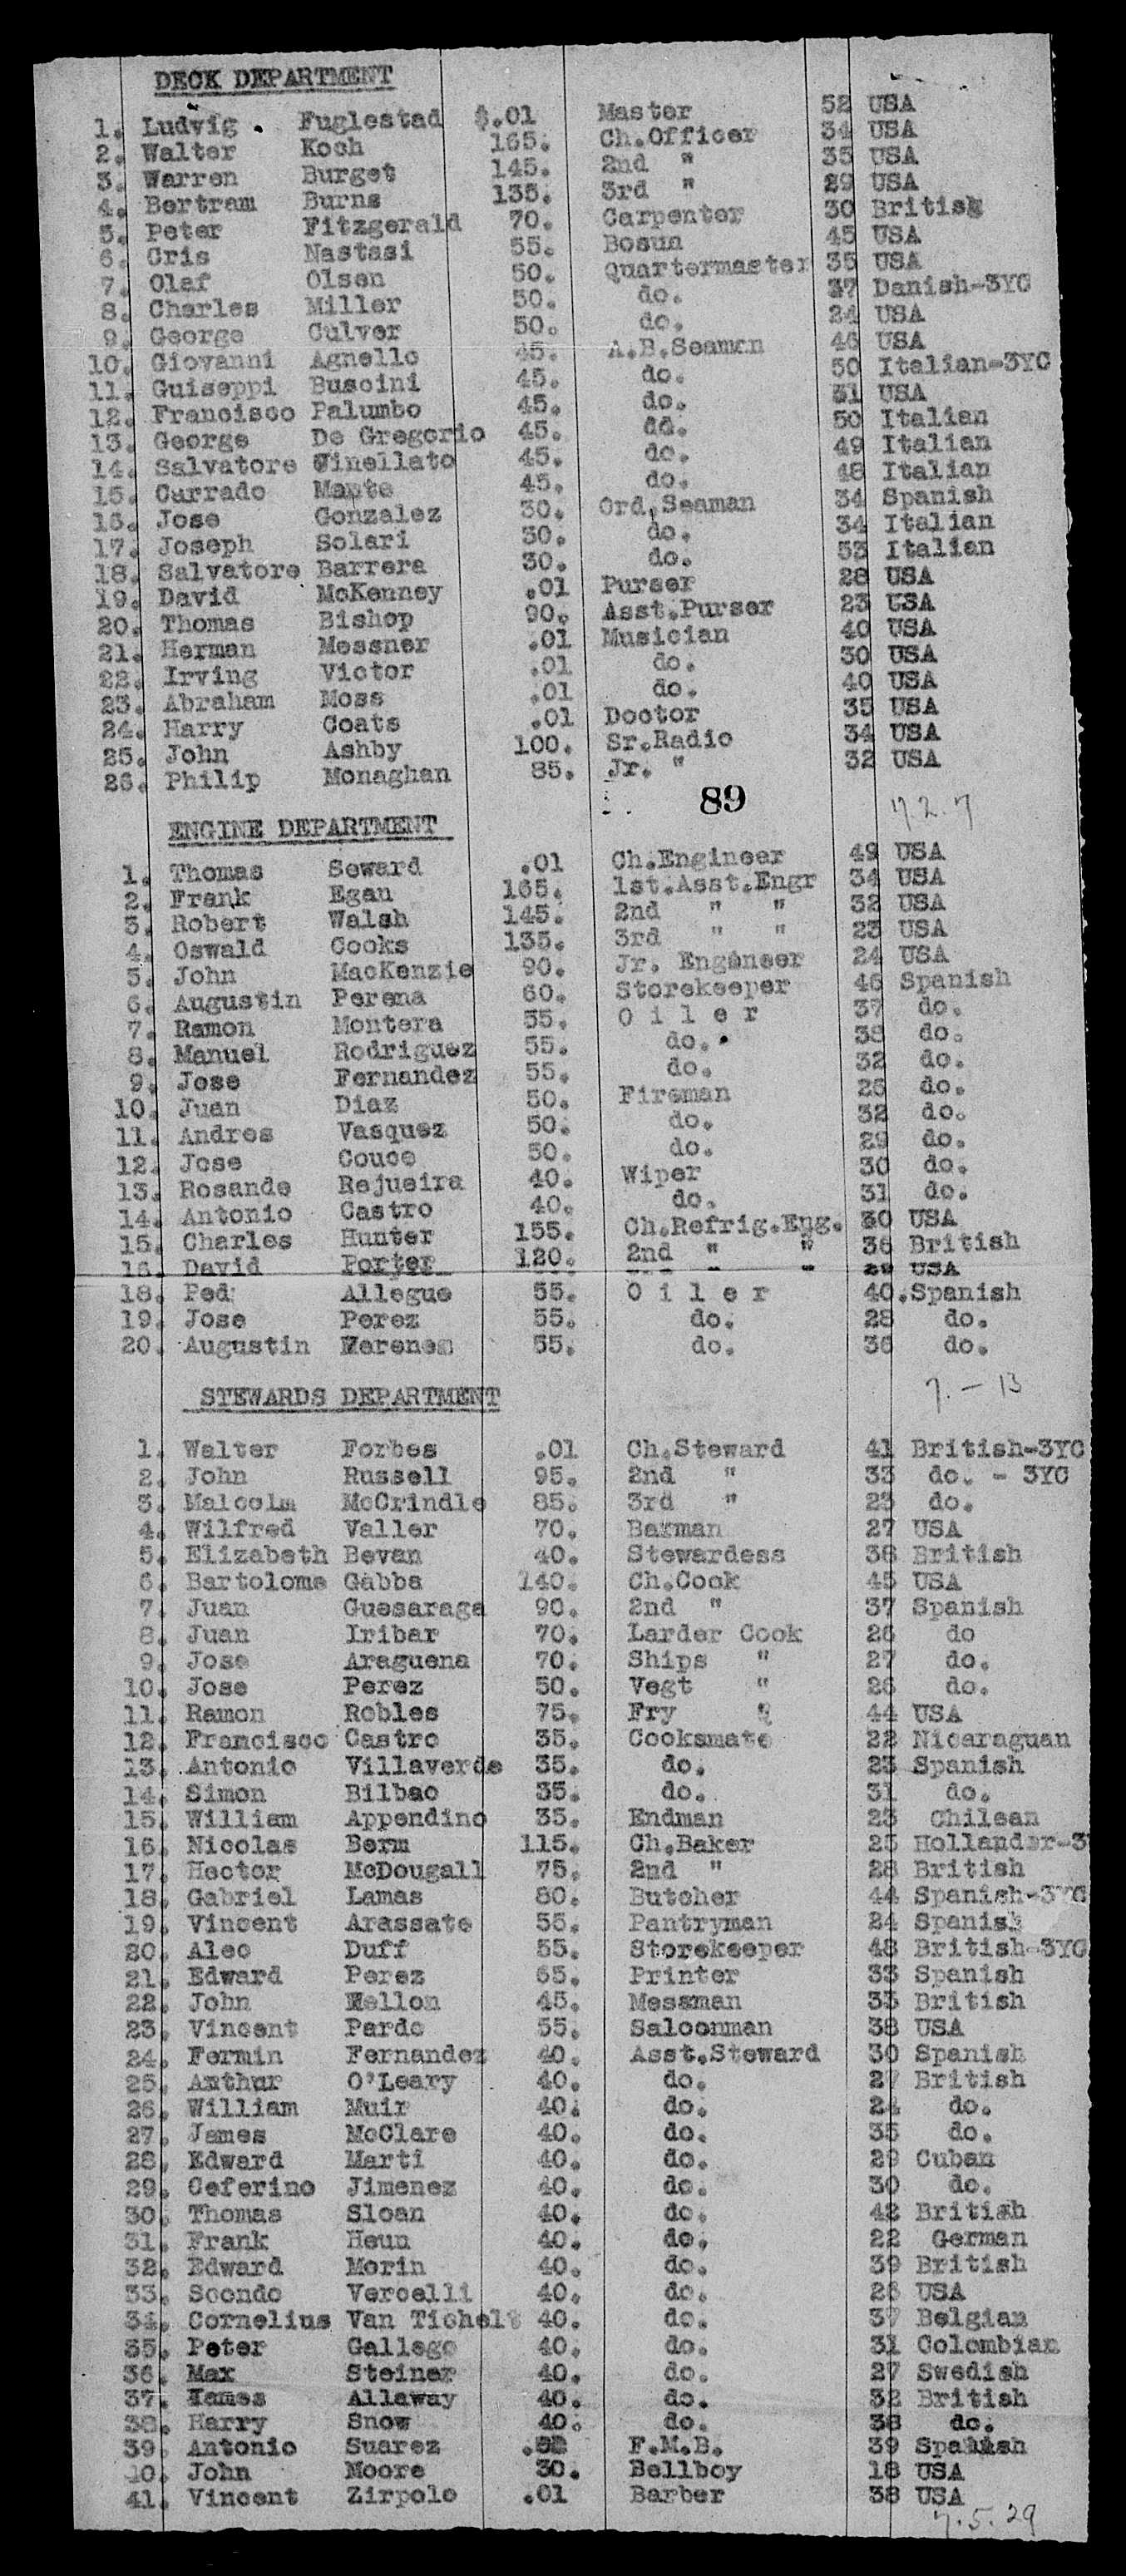 DECK DEPARTMENT
1. Ludvig . Fuglestad $.01 Master 52 USA
2. Walter Koch 165. Ch.Officer 34 USA
3. Warren Burget 145. 2nd " 35 USA
4. Bertram Burns 135. 3rd " 29 USA
5. Peter Fitzgerald 70. Carpenter 30 British
6. Cris Nastasi 55. Bosun 45 USA
7. Olaf Olsen 50. Quartermaster 35 USA
8. Charles Miller 50. do. 37 Danish-3YC
9. George Culver 50. do. 24 USA
10. Giovanni Agnello 45. A.B.Seaman 46 USA
11. Guiseppi Buscini 45. do. 50 Italian-3YC
12. Francisco Palumbo 45. do. 31 USA
13. George De Gregorio 45. dd. 50 Italian
14. Salvatore Winellato 45. do. 49 Italian
15. Carrado Mante 45. do. 48 Italian
16. Jose Gonzalez 30. Ord.Seaman 34 Spanish
17. Joseph Solari 30. do. 34 Italian
18. Salvatore Barrera 30. do. 53 Italian
19. David McKenney .01 Purser 28 USA
20. Thomas Bishop 90. Asst.Purser 23 USA
21. Herman Messner .01 Musician 40 USA
22. Irving Victor .01 do. 30 USA
23. Abraham Moss .01 do. 40 USA
24. Harry Coats .01 Doctor 35 USA
25. John Ashby 100. Sr.Radio 34 USA
26. Philip Monaghan 85. Jr. " 32 USA
89 7.2.7
ENGINE DEPARTMENT
1. Thomas Seward .01 Ch.Engineer 49 USA
2. Frank Egan 165. 1st.Asst.Engr 34 USA
3. Robert Walsh 145. 2nd " " 32 USA
4. Oswald Cooks 135. 3rd " " 23 USA
5. John MacKenzie 90. Jr. Engineer 24 USA
6. Augustin Perena 60. Storekeeper 46 Spanish
7. Ramon Montera 55. O i l e r 37 do.
8. Manuel Rodriguez 55. do. 38 do.
9. Jose Fernandez 55. do. 32 do.
10. Juan Diaz 50. Fireman 26 do.
11. Andres Vasquez 50. do. 32 do.
12. Jose Couce 50. do. 29 do.
13. Rosande Rejueira 40. Wiper 30 do.
14. Antonio Castro 40. do. 31 do.
15. Charles Hunter 155. Ch.Refrig.Eng. 30 USA
16. David Porter 120. 2nd " " 36 British
USA
18. Ped Allegue 55. O i l e r 40.Spanish
19. Jose Perez 55. do. 28 do.
20. Augustin 55. do. 36 do.
7. - 13
STEWARDS DEPARTMENT
1. Walter Forbes .01 Ch.Steward 41 British-3YC
2. John Russell 95. 2nd " 33 do. - 3YC
3. Malcolm McCrindle 85. 3rd " 23 do.
4. Wilfred Valler 70. Barman 27 USA
5. Elizabeth Bevan 40. Stewardess 38 British
6. Bartolome Gabba 140. Ch.Cook 45 USA
7. Juan Guesaraga 90. 2nd " 37 Spanish
8. Juan Iribar 70. Larder Cook 26 do
9. Jose Araguena 70. Ships " 27 do.
10. Jose Perez 50. Vegt " 26 do.
11. Ramon Robles 75. Fry " 44 USA
12. Francisco Castro 35. Cooksmate 22 Nicaraguan
13. Antonio Villaverde 35. do. 23 Spanish
14. Simon Bilbao 35. do. 31 do.
15. William Appendino 35. Endman 23 Chilean
16. Nicolas Berm 115. Ch.Baker 25 Hollander-3Y
17. Hector McDougall 75. 2nd " 28 British
18. Gabriel Lamas 80. Butcher 44 Spanish-3YC
19. Vincent Arassate 55. Pantryman 24 Spanish
20. Alec Duff 55. Storekeeper 48 British-3YC
21. Edward Perez 65. Printer 33 Spanish
22. John Mellon 45. Messman 33 British
23. Vincent Pardo 55. Saloonman 38 USA
24. Fermin Fernandez 40. Asst.Steward 30 Spanish
25. Arthur O'Leary 40. do. 27 British
26. William Muir 40. do. 24 do.
27. James McClare 40. do. 35 do.
28. Edward Marti 40. do. 29 Cuban
29. Ceferino Jimenez 40. do. 30 do.
30. Thomas Sloan 40. do. 42 British
31. Frank Heun 40. do. 22 German
32. Edward Morin 40. do. 39 British
33. Scondo Vercelli 40. do. 26 USA
34. Cornelius Van Tichelt 40. do. 37 Belgian
35. Peter Gallego 40. do. 31 Colombian
36. Max Steiner 40. do. 27 Swedish
37. James Allaway 40. do. 32 British
38. Harry Snow 40. do. 38 do.
39. Antonio Suarez F.M.B. 39 Spanish
40. John Moore 30. Bellboy 18 USA
41. Vincent Zirpolo .01 Barber 38 USA
7.5.29